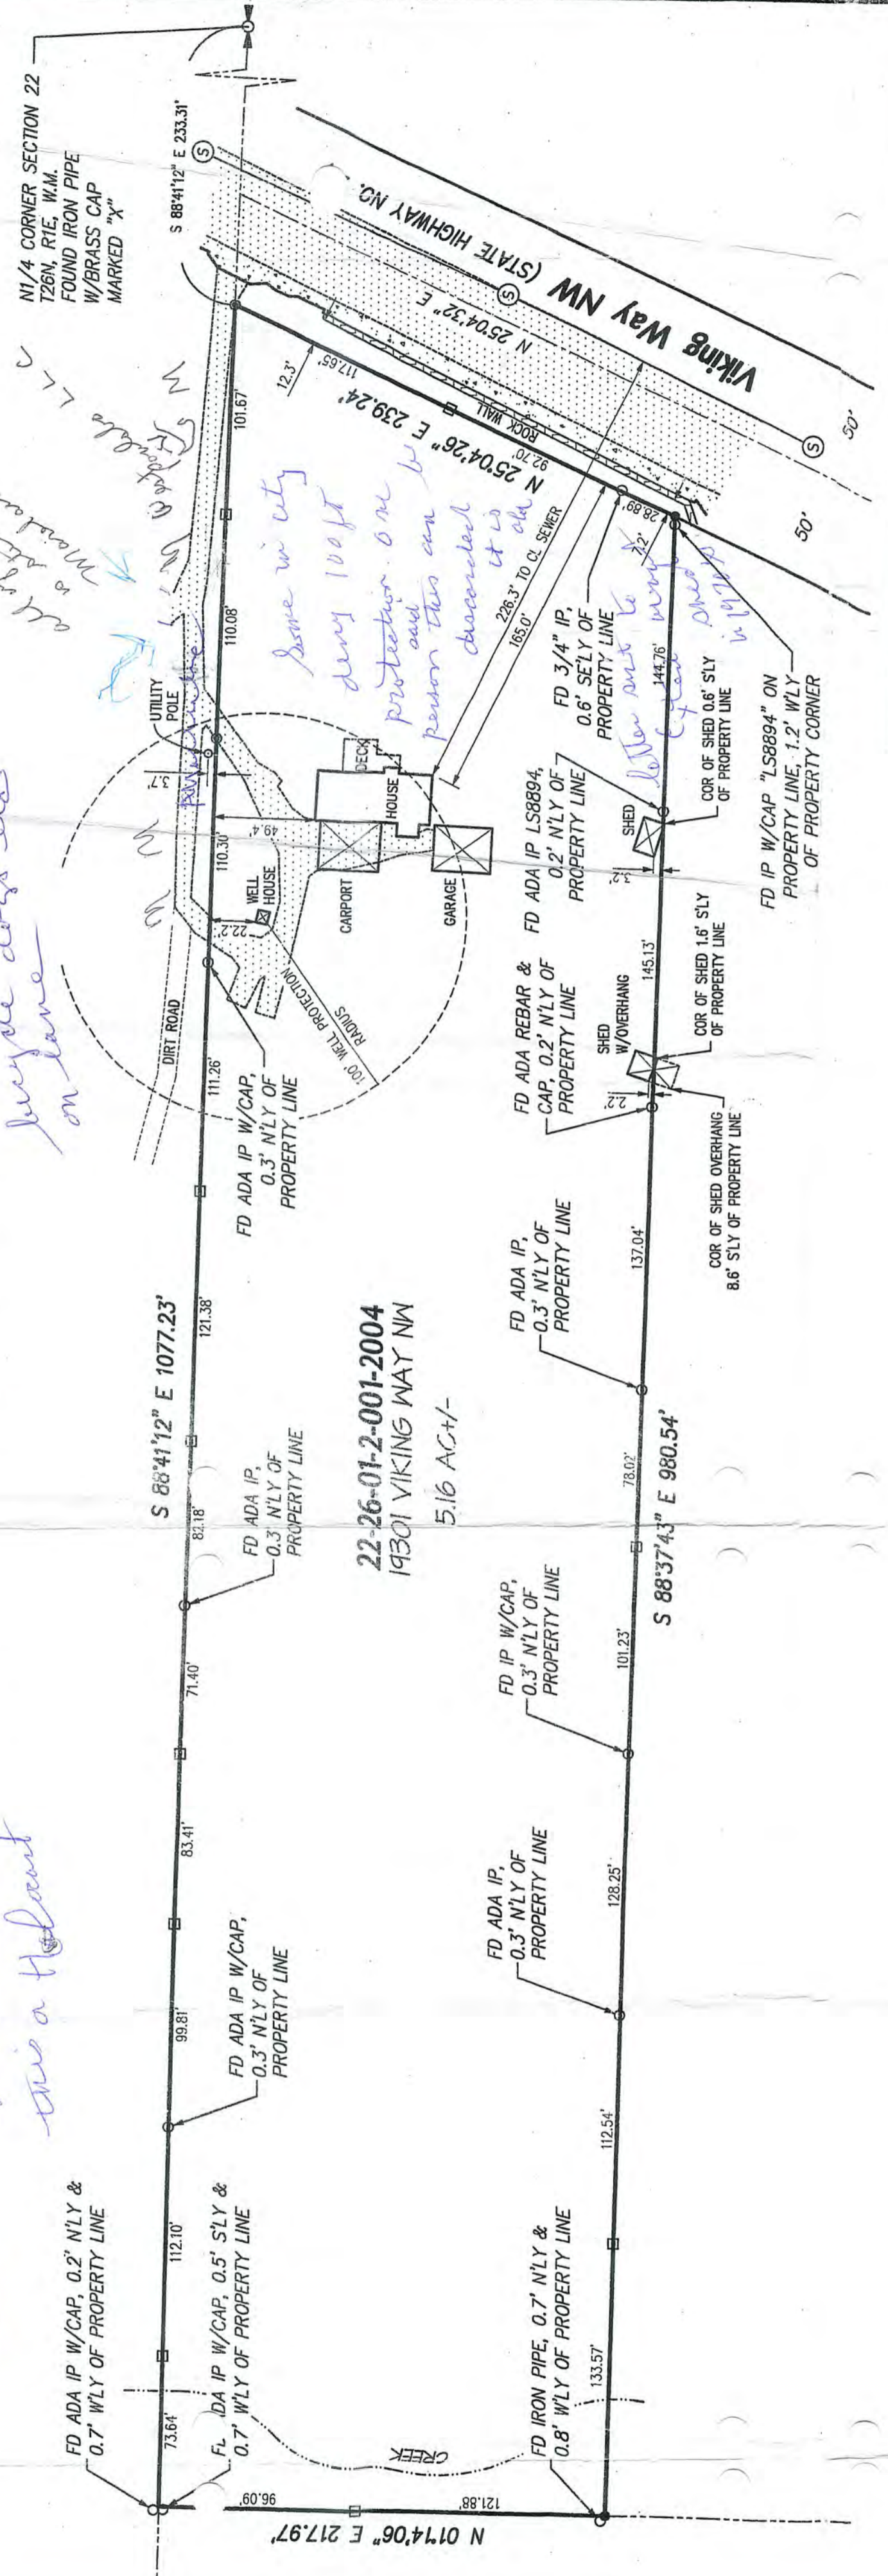 N1/4 CORNER SECTION 22
T26N, R1E, W.M.
FOUND IRON PIPE
W/BRASS CAP
MARKED "X"
S 88°41'12" E 233.31'
S
S
S
Viking Way NW (STATE HIGHWAY NO.
N 25°04'32" E
50'
50'
on lane
this a
S 88°41'12" E 1077.23'
73.64'
112.10'
99.81'
83.41'
71.40'
82.18'
121.38'
111.26'
110.30'
110.08'
101.67'
12.3'
117.65'
N 25°04'26" E 239.24'
ROCK WALL
92.70'
28.89'
7.2'
226.3' TO CL SEWER
165.0'
Some in city
deny 100 ft
protection. One
said
person this can be
discarded
it is
old
UTILITY
POLE
3.7'
49.4'
22.2'
WELL
HOUSE
DIRT ROAD
DECK
HOUSE
CARPORT
GARAGE
100' WELL PROTECTION
RADIUS
FD ADA IP W/CAP, 0.2' N'LY &
0.7' W'LY OF PROPERTY LINE
DA IP W/CAP, 0.5' S'LY &
0.7' W'LY OF PROPERTY LINE
FD ADA IP W/CAP,
0.3' N'LY OF
PROPERTY LINE
FD ADA IP,
0.3' N'LY OF
PROPERTY LINE
FD ADA IP W/CAP,
0.3' N'LY OF
PROPERTY LINE
22-26-01-2-001-2004
19301 VIKING WAY NW
5.16 AC+/-
CREEK
96.09'
121.88'
N 01°14'06" E 217.97'
FD IRON PIPE, 0.7' N'LY &
0.8' W'LY OF PROPERTY LINE
FD ADA IP,
0.3' N'LY OF
PROPERTY LINE
FD IP W/CAP,
0.3' N'LY OF
PROPERTY LINE
FD ADA IP,
0.3' N'LY OF
PROPERTY LINE
FD ADA REBAR &
CAP, 0.2' N'LY OF
PROPERTY LINE
FD ADA IP LS8894,
0.2' N'LY OF
PROPERTY LINE
FD 3/4" IP,
0.6' SE'LY OF
PROPERTY LINE
letter sent to
shed
in 1970s
SHED
W/OVERHANG
SHED
2.2'
3.2'
133.57'
112.54'
128.25'
101.23'
78.02'
137.04'
145.13'
144.76'
S 88°37'43" E 980.54'
COR OF SHED OVERHANG
8.6' S'LY OF PROPERTY LINE
COR OF SHED 1.6' S'LY
OF PROPERTY LINE
COR OF SHED 0.6' S'LY
OF PROPERTY LINE
FD IP W/CAP "LS8894" ON
PROPERTY LINE, 1.2' W'LY
OF PROPERTY CORNER